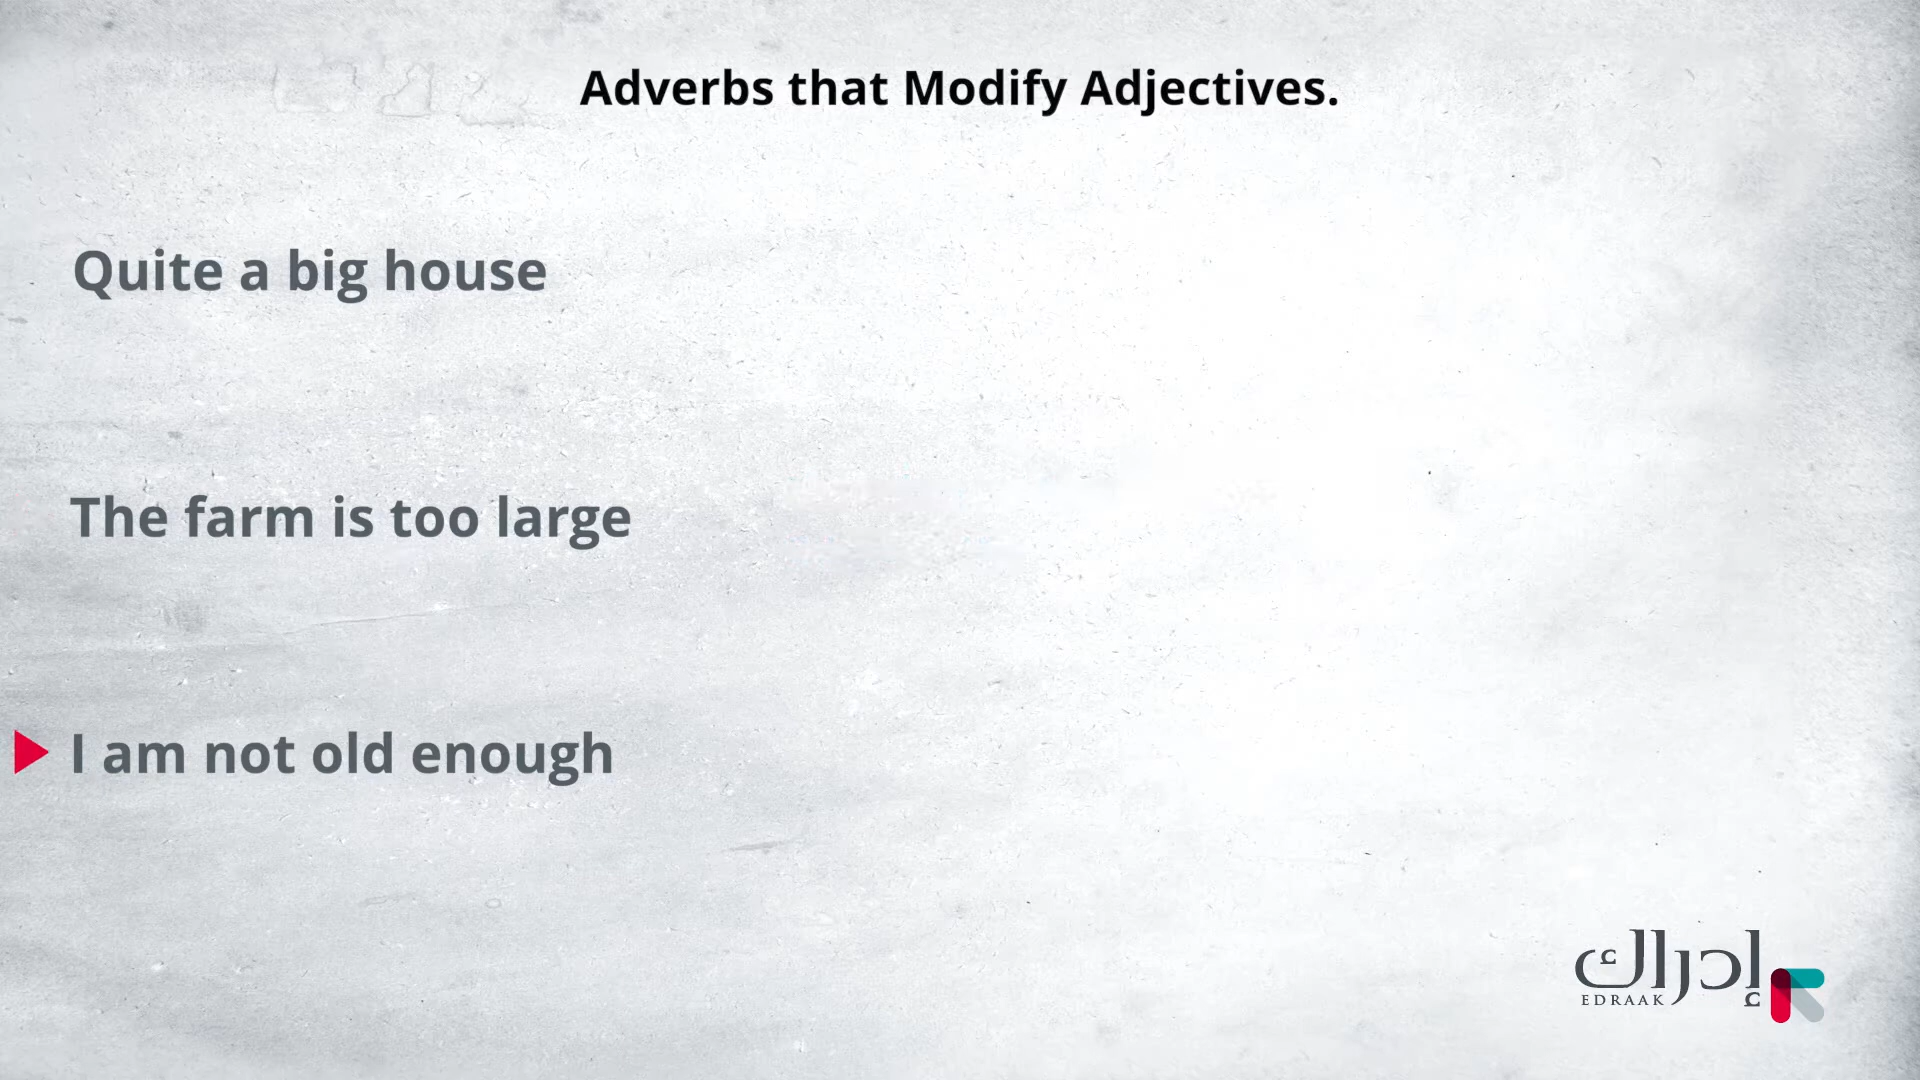 Adverbs that Modify Adjectives.
Quite a big house
The farm is too large
I am not old enough
إدراك
EDRAAK